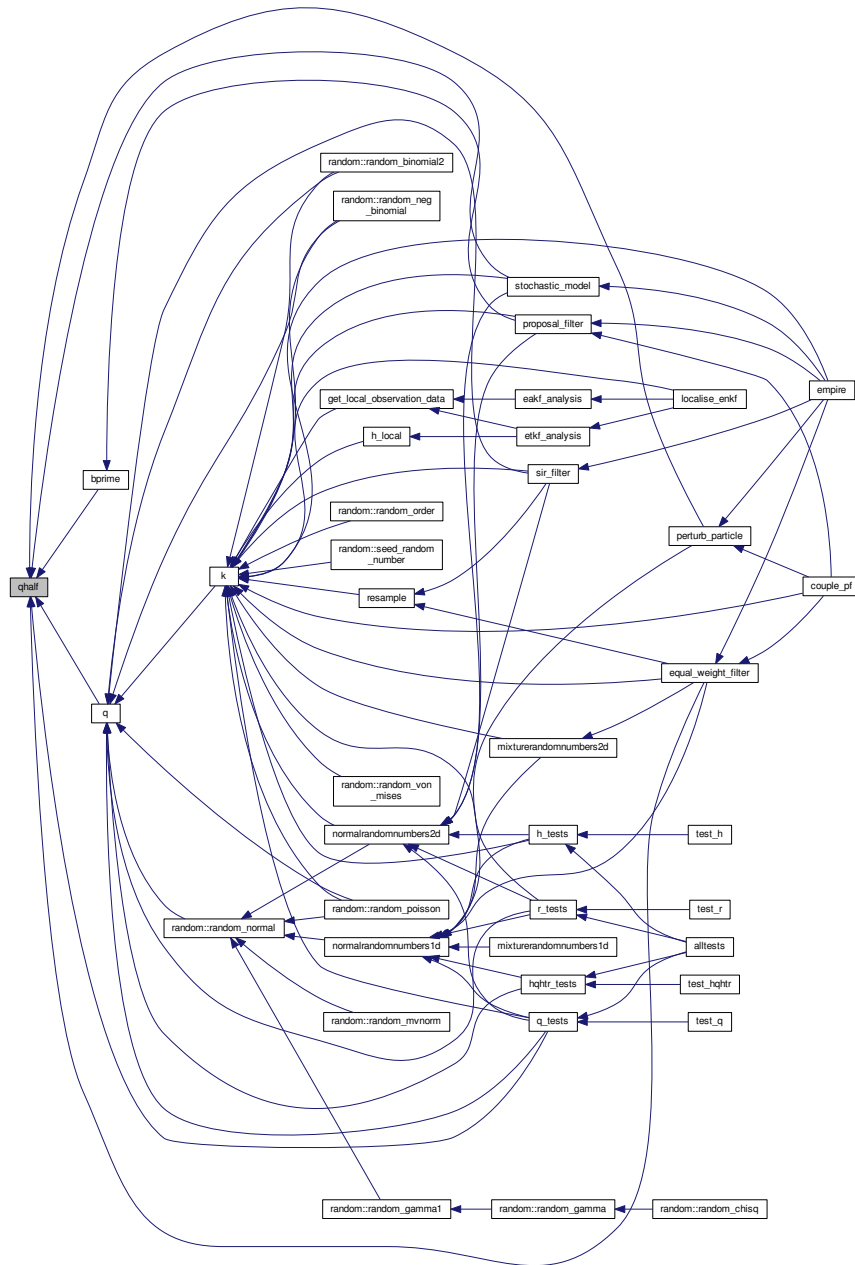 random::random_binomial2
random::random_neg
_binomial
stochastic_model
proposal_filter
empire
get_local_observation_data
eakf_analysis
localise_enkf
h_local
etkf_analysis
bprime
sir_filter
random::random_order
perturb_particle
random::seed_random
_number
qhalf
k
resample
couple_pf
equal_weight_filter
q
mixturerandomnumbers2d
random::random_von
_mises
normalrandomnumbers2d
h_tests
test_h
random::random_poisson
r_tests
test_r
random::random_normal
normalrandomnumbers1d
mixturerandomnumbers1d
alltests
hqhtr_tests
test_hqhtr
random::random_mvnorm
q_tests
test_q
random::random_gamma1
random::random_gamma
random::random_chisq